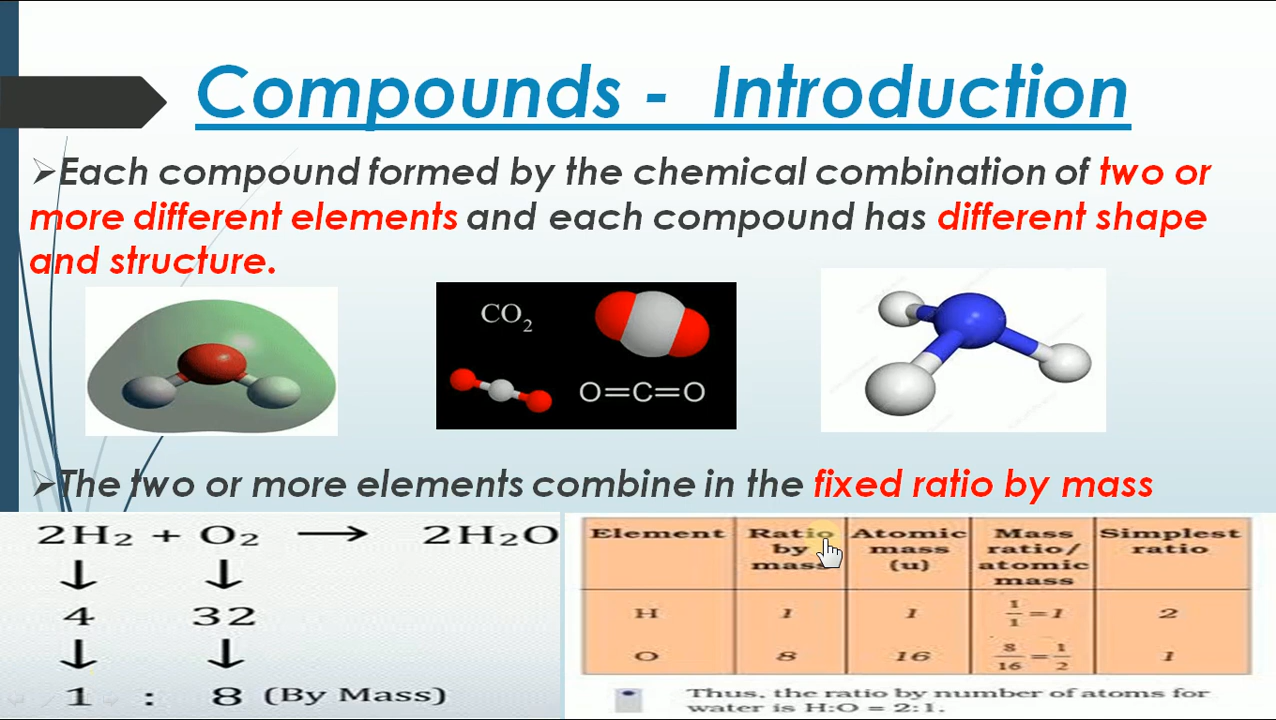 Compounds - Introduction
➢Each compound formed by the chemical combination of two or
more different elements and each compound has different shape
and structure.
CO₂
O=C=O
➢The two or more elements combine in the fixed ratio by mass
2H₂ + O₂ → 2H₂O
↓ ↓
4 32
↓ ↓
1 : 8 (By Mass)
Element Ratio by mass Atomic mass (u) Mass ratio/ atomic mass Simplest ratio
H 1 1 1/1 =1 2
O 8 16 8/16 = 1/2 1
• Thus, the ratio by number of atoms for
water is H:O = 2:1.